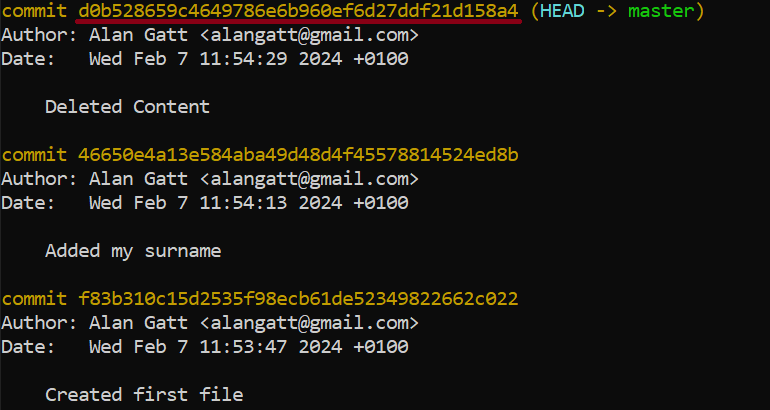 commit d0b528659c4649786e6b960ef6d27ddf21d158a4 (HEAD -> master)
Author: Alan Gatt <alangatt@gmail.com>
Date:   Wed Feb 7 11:54:29 2024 +0100
Deleted Content
commit 46650e4a13e584aba49d48d4f45578814524ed8b
Author: Alan Gatt <alangatt@gmail.com>
Date:   Wed Feb 7 11:54:13 2024 +0100
Added my surname
commit f83b310c15d2535f98ecb61de52349822662c022
Author: Alan Gatt <alangatt@gmail.com>
Date:   Wed Feb 7 11:53:47 2024 +0100
Created first file